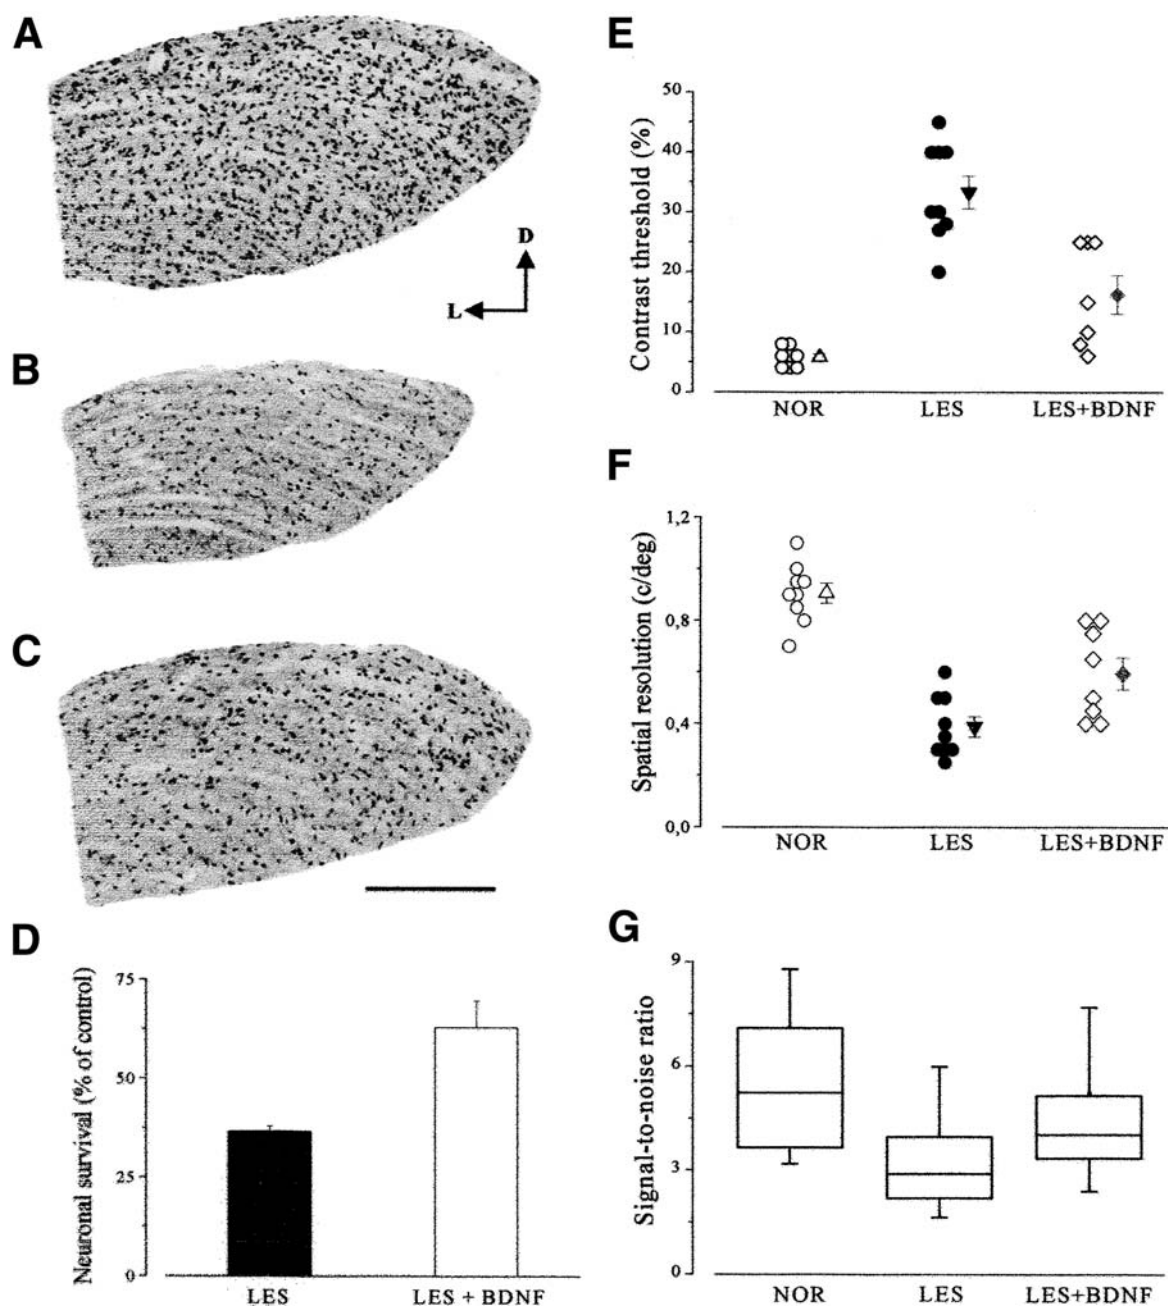 A
D
L
B
C
D
Neuronal survival (% of control)
75
50
25
0
LES
LES + BDNF
E
Contrast threshold (%)
50
40
30
20
10
0
NOR
LES
LES+BDNF
F
Spatial resolution (c/deg)
1,2
0,8
0,4
0,0
NOR
LES
LES+BDNF
G
Signal-to-noise ratio
9
6
3
0
NOR
LES
LES+BDNF